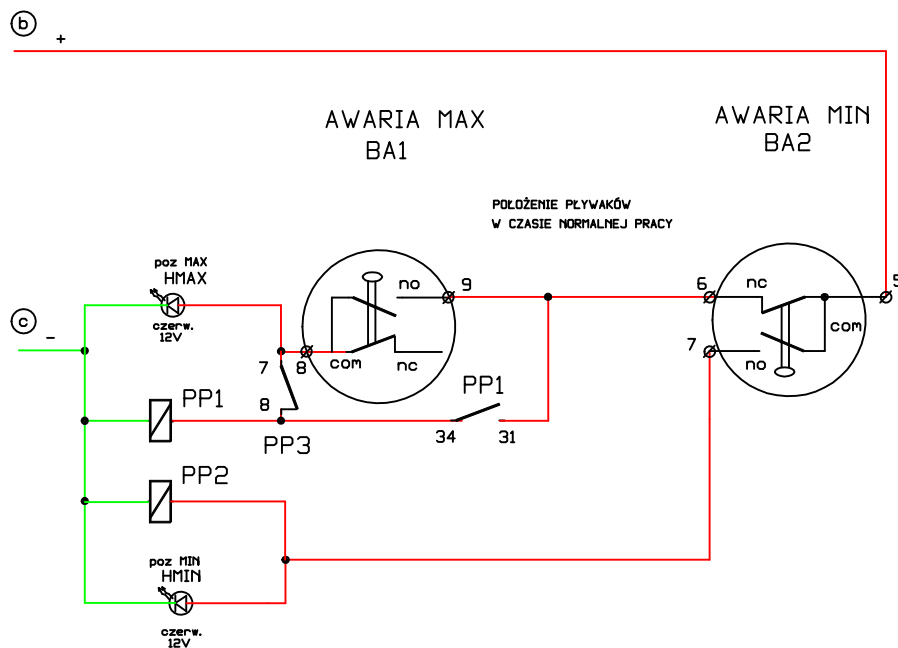 b
+
AWARIA MAX
BA1
AWARIA MIN
BA2
POŁOŻENIE PŁYWAKÓW
W CZASIE NORMALNEJ PRACY
poz MAX
HMAX
czerw.
12V
c
-
no
9
com
nc
7
8
8
PP3
6
nc
5
com
7
no
PP1
PP1
34
31
PP2
poz MIN
HMIN
czerw.
12V